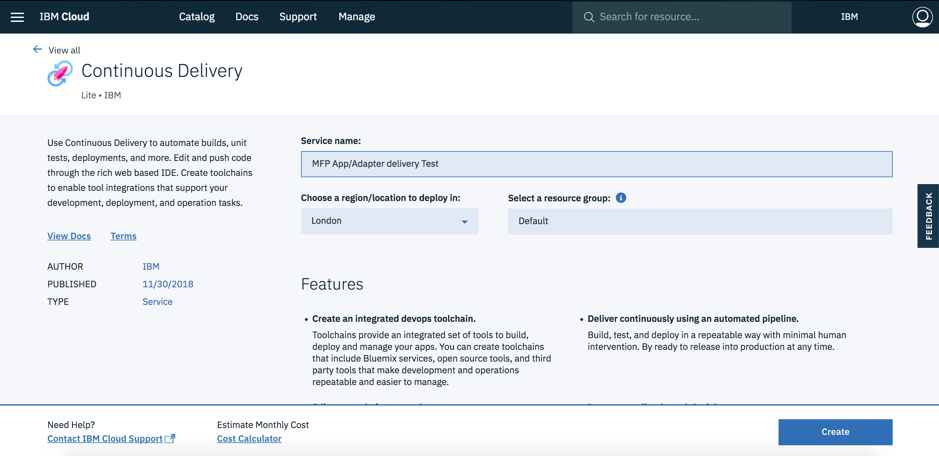 IBM Cloud
Catalog
Docs
Support
Manage
Search for resource...
IBM
View all
Continuous Delivery
Lite • IBM
Use Continuous Delivery to automate builds, unit
tests, deployments, and more. Edit and push code
through the rich web based IDE. Create toolchains
to enable tool integrations that support your
development, deployment, and operation tasks.
View Docs
Terms
AUTHOR IBM
PUBLISHED 11/30/2018
TYPE Service
Service name:
MFP App/Adapter delivery Test
Choose a region/location to deploy in:
London
Select a resource group:
Default
Features
• Create an integrated devops toolchain.
Toolchains provide an integrated set of tools to build,
deploy and manage your apps. You can create toolchains
that include Bluemix services, open source tools, and third
party tools that make development and operations
repeatable and easier to manage.
• Deliver continuously using an automated pipeline.
Build, test, and deploy in a repeatable way with minimal human
intervention. By ready to release into production at any time.
FEEDBACK
Need Help?
Contact IBM Cloud Support
Estimate Monthly Cost
Cost Calculator
Create